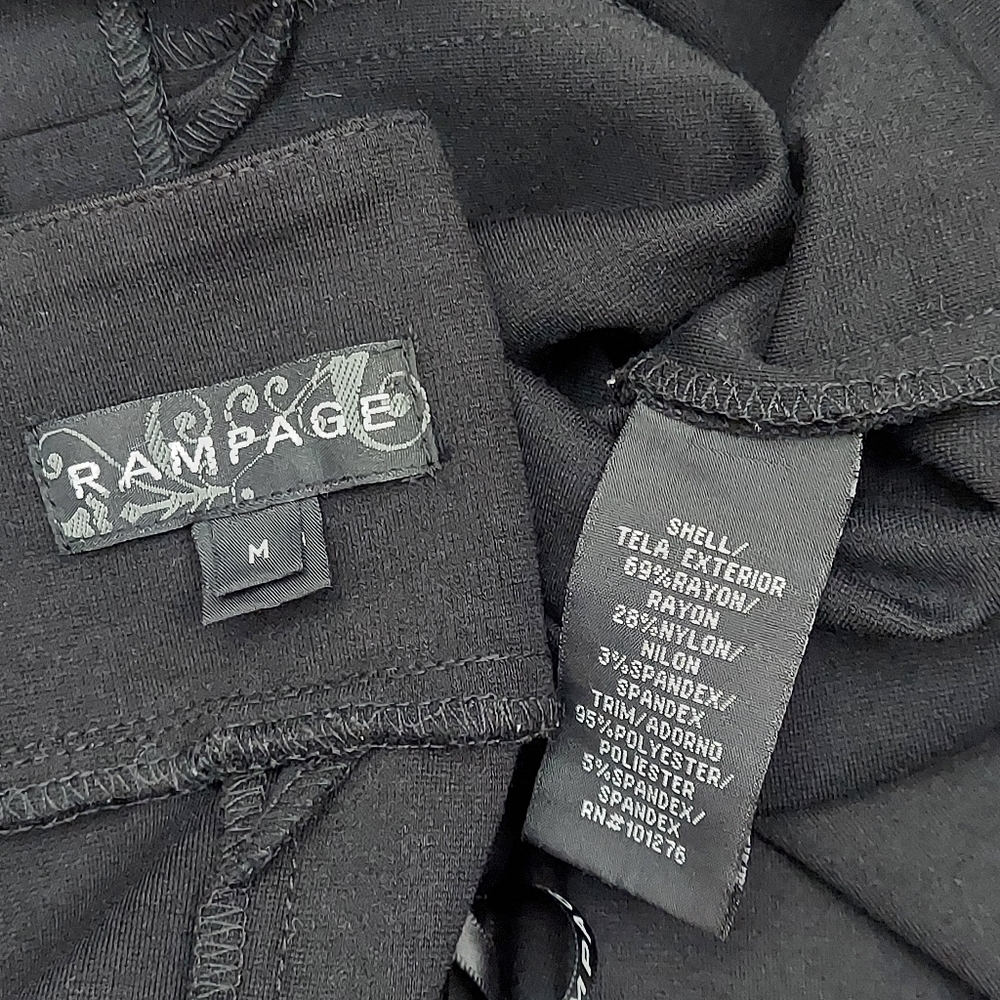 RAMPAGE
M
SHELL/
TELA EXTERIOR
69%RAYON/
RAYON
28%NYLON/
NILON
3%SPANDEX/
SPANDEX
TRIM/ADORNO
95%POLYESTER/
POLIESTER
5%SPANDEX/
SPANDEX
RN#101276